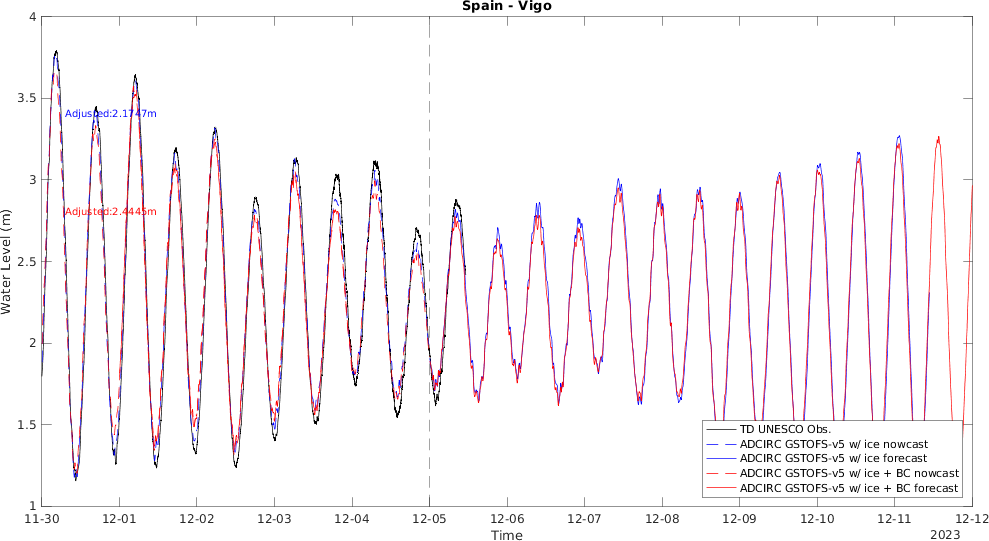 Spain - Vigo
4
3.5
3
2.5
2
1.5
1
Water Level (m)
Adjusted:2.1747m
Adjusted:2.4445m
TD UNESCO Obs.
ADCIRC GSTOFS-v5 w/ ice nowcast
ADCIRC GSTOFS-v5 w/ ice forecast
ADCIRC GSTOFS-v5 w/ ice + BC nowcast
ADCIRC GSTOFS-v5 w/ ice + BC forecast
11-30 12-01 12-02 12-03 12-04 12-05 12-06 12-07 12-08 12-09 12-10 12-11 12-12
Time
2023